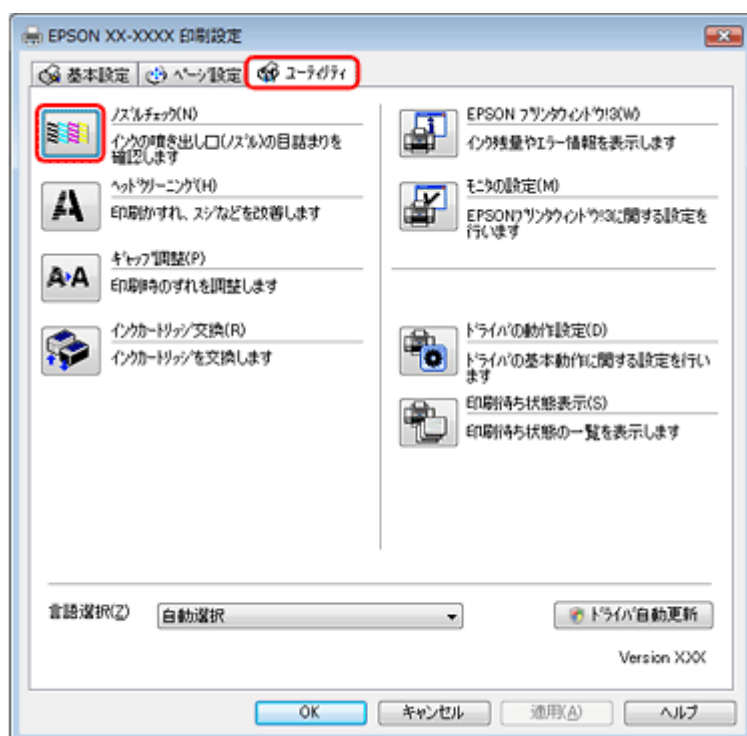 EPSON XX-XXXX 印刷設定
基本設定
ページ設定
ユーティリティ
ノズルチェック(N)
インクの噴き出し口(ノズル)の目詰まりを
確認します
ヘッドクリーニング(H)
印刷かすれ、スジなどを改善します
ギャップ調整(P)
印刷時のずれを調整します
インクカートリッジ交換(R)
インクカートリッジを交換します
EPSON プリンタウィンドウ!3(W)
インク残量やエラー情報を表示します
モニタの設定(M)
EPSONプリンタウィンドウ!3に関する設定を
行います
ドライバの動作設定(D)
ドライバの基本動作に関する設定を行い
ます
印刷待ち状態表示(S)
印刷待ち状態の一覧を表示します
言語選択(Z)
自動選択
ドライバ自動更新
Version X.XX
OK
キャンセル
適用(A)
ヘルプ